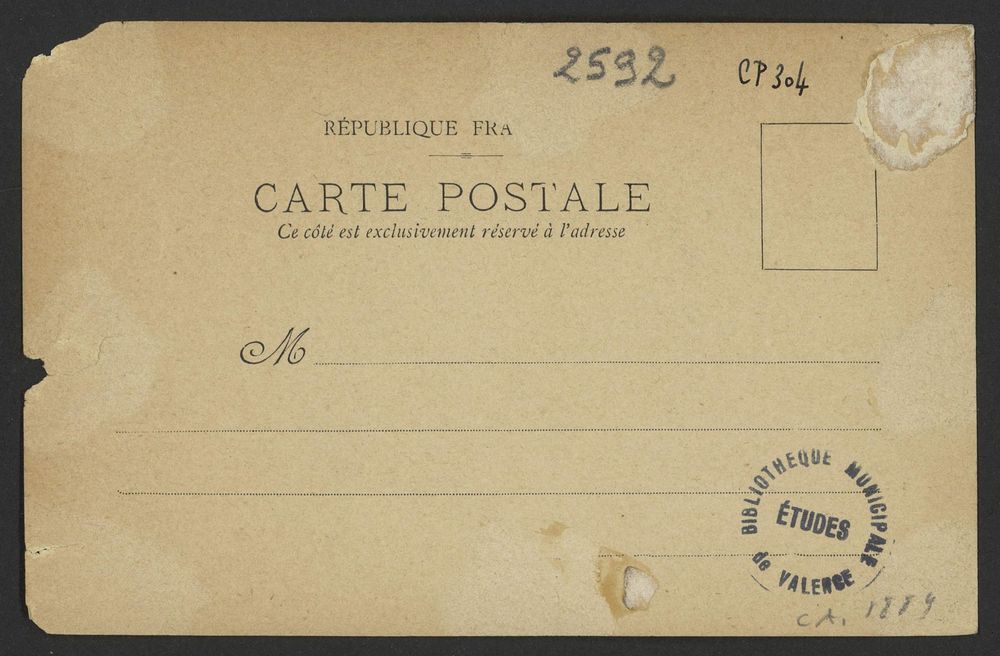 2592
CP 304
RÉPUBLIQUE FRA
CARTE POSTALE
Ce côté est exclusivement réservé à l'adresse
M
BIBLIOTHEQUE MUNICIPALE
ÉTUDES
de VALENCE
CA. 1889